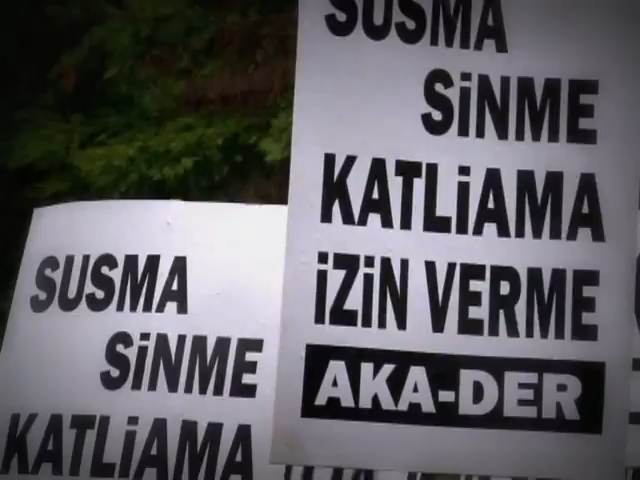 SUSMA
SiNME
KATLiAMA
iZiN VERME
AKA-DER
SUSMA
SiNME
KATLiAMA